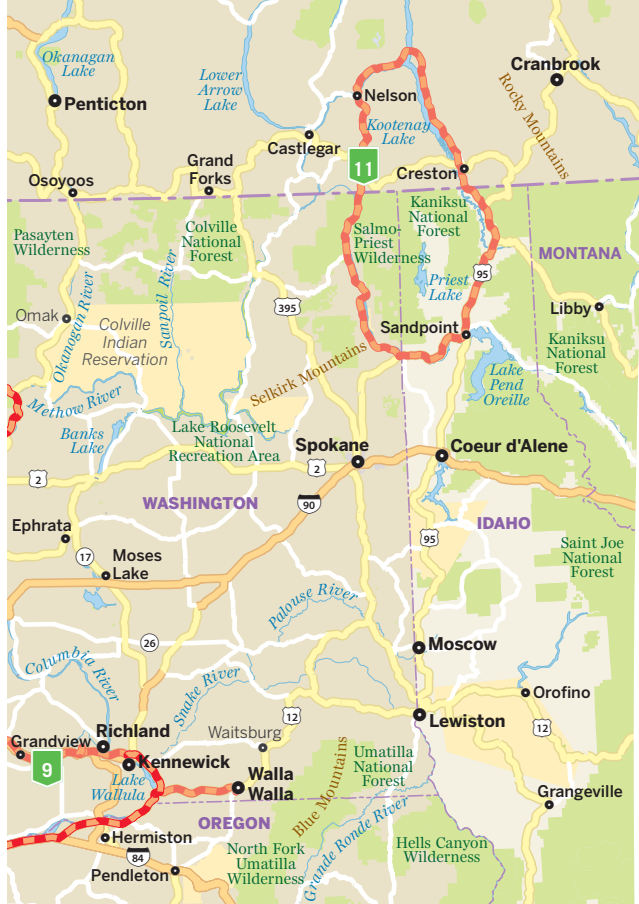 Okanagan
Lake
Penticton
Lower
Arrow
Lake
Nelson
Cranbrook
Rocky Mountains
Kootenay
Lake
Castlegar
11
Creston
Grand
Forks
Osoyoos
Pasayten
Wilderness
Colville
National
Forest
Salmo-
Priest
Wilderness
Kaniksu
National
Forest
MONTANA
95
Priest
Lake
Libby
Omak
Okanogan River
Colville
Indian
Reservation
Sanpoil River
395
Sandpoint
Kaniksu
National
Forest
Selkirk Mountains
Lake
Pend
Oreille
Methow River
Banks
Lake
Lake Roosevelt
National
Recreation Area
Spokane
Coeur d'Alene
2
2
WASHINGTON
90
IDAHO
95
Ephrata
17
Moses
Lake
Saint Joe
National
Forest
Palouse River
26
Moscow
Columbia River
Snake River
Orofino
12
Lewiston
12
Richland
Waitsburg
Grandview
9
Kennewick
Lake
Wallula
Walla
Walla
Blue Mountains
Umatilla
National
Forest
Grangeville
OREGON
Hermiston
84
Pendleton
North Fork
Umatilla
Wilderness
Grande Ronde River
Hells Canyon
Wilderness